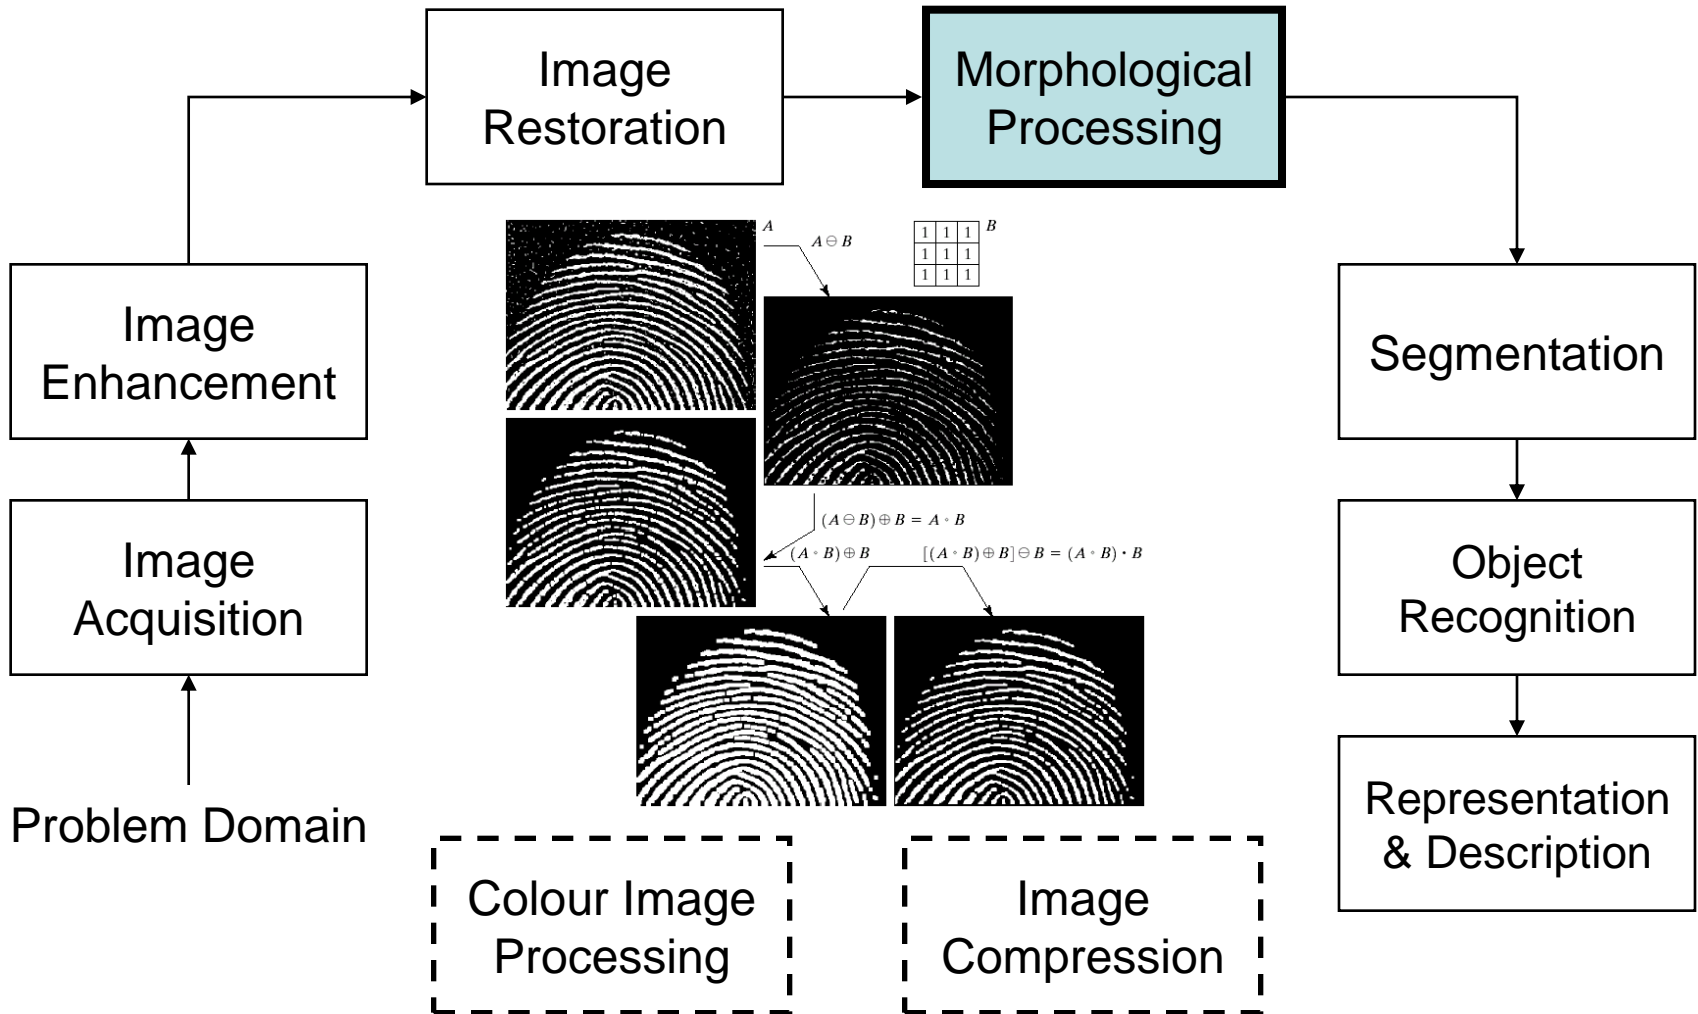 Image
Restoration
Morphological
Processing
Image
Enhancement
Segmentation
A
A ⊖ B
1 1 1
1 1 1
1 1 1
B
(A ⊖ B) ⊕ B = A ∘ B
(A ∘ B) ⊕ B
[(A ∘ B) ⊕ B] ⊖ B = (A ∘ B) • B
Image
Acquisition
Object
Recognition
Problem Domain
Representation
& Description
Colour Image
Processing
Image
Compression